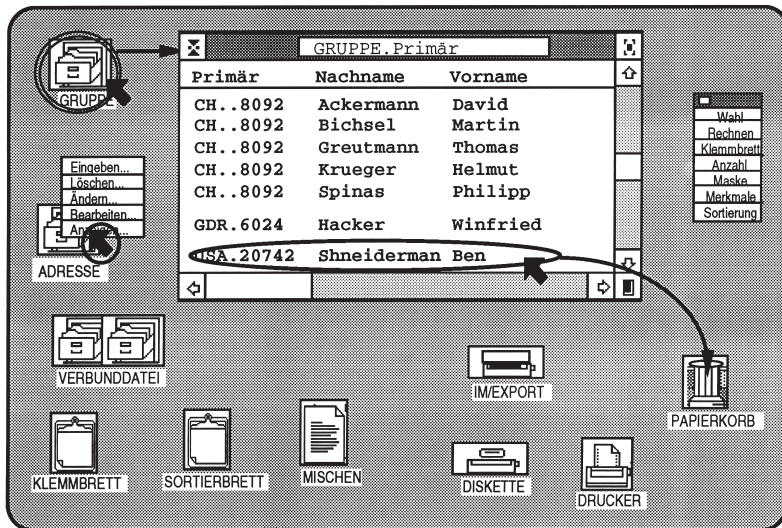 GRUPPE.Primär
Primär Nachname Vorname
CH..8092 Ackermann David
CH..8092 Bichsel Martin
CH..8092 Greutmann Thomas
CH..8092 Krueger Helmut
CH..8092 Spinas Philipp
GDR.6024 Hacker Winfried
USA.20742 Shneiderman Ben
GRUPPE
Eingeben...
Löschen...
Ändern...
Bearbeiten...
ADRESSE
Wahl
Rechnen
Klemmbrett
Anzahl
Maske
Merkmale
Sortierung
VERBUNDDATEI
IM/EXPORT
PAPIERKORB
KLEMMBRETT
SORTIERBRETT
MISCHEN
DISKETTE
DRUCKER